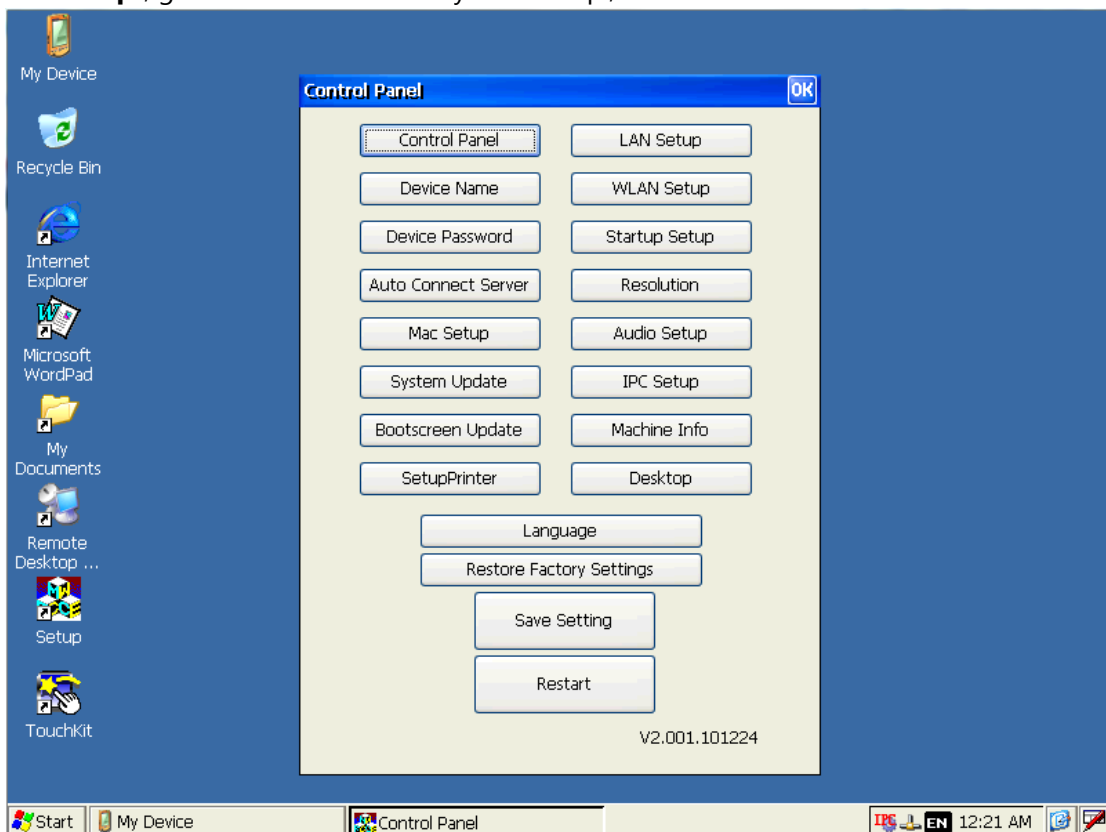 My Device
Recycle Bin
Internet
Explorer
Microsoft
WordPad
My
Documents
Remote
Desktop ...
Setup
TouchKit
Control Panel OK
Control Panel LAN Setup
Device Name WLAN Setup
Device Password Startup Setup
Auto Connect Server Resolution
Mac Setup Audio Setup
System Update IPC Setup
Bootscreen Update Machine Info
SetupPrinter Desktop
Language
Restore Factory Settings
Save Setting
Restart
V2.001.101224
Start My Device Control Panel IPC EN 12:21 AM